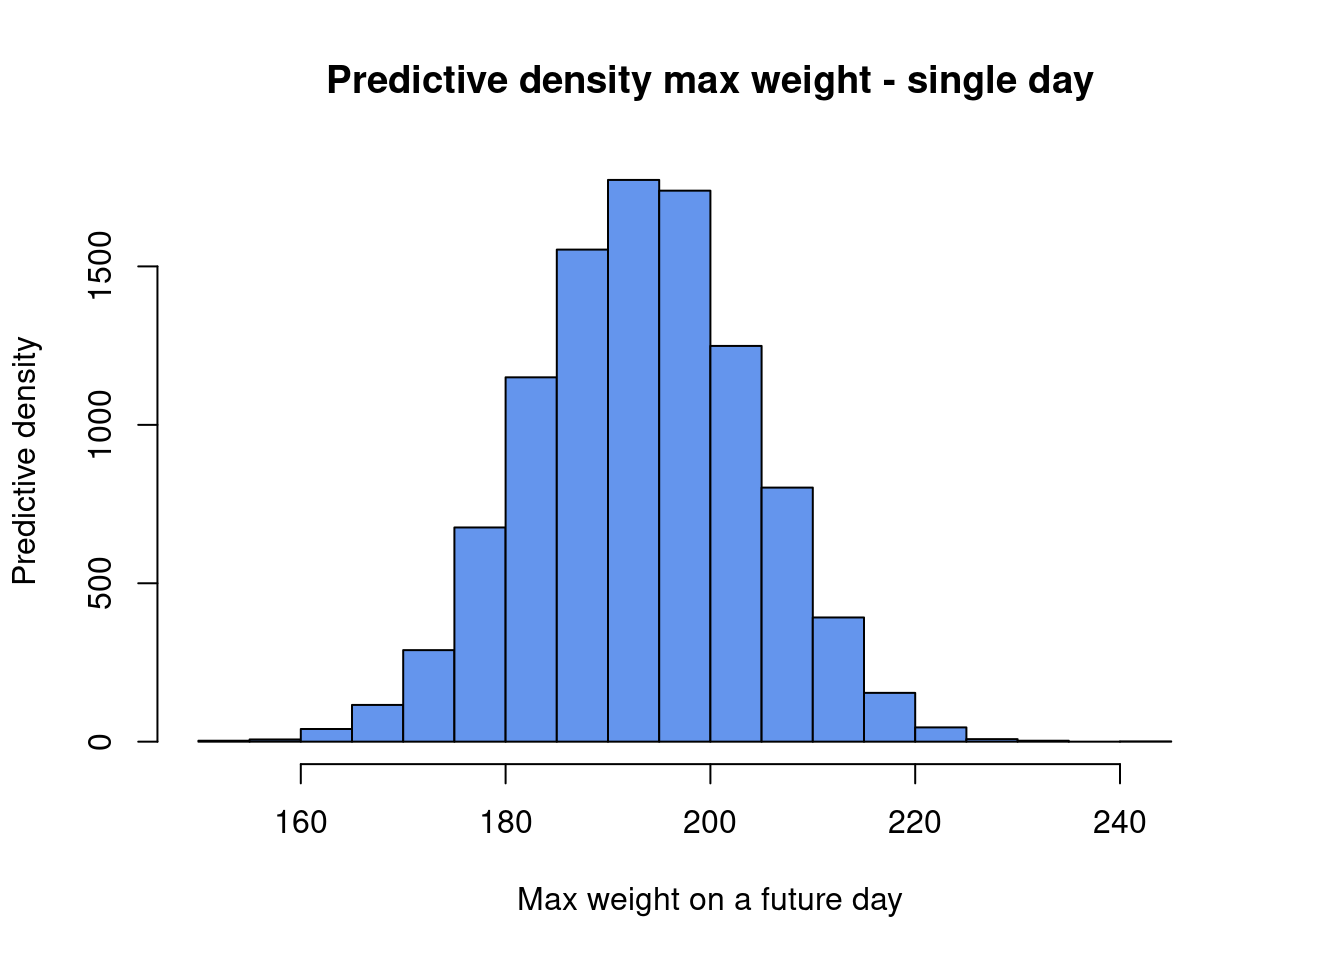 Predictive density max weight - single day
Predictive density
1500
1000
500
0
160 180 200 220 240
Max weight on a future day